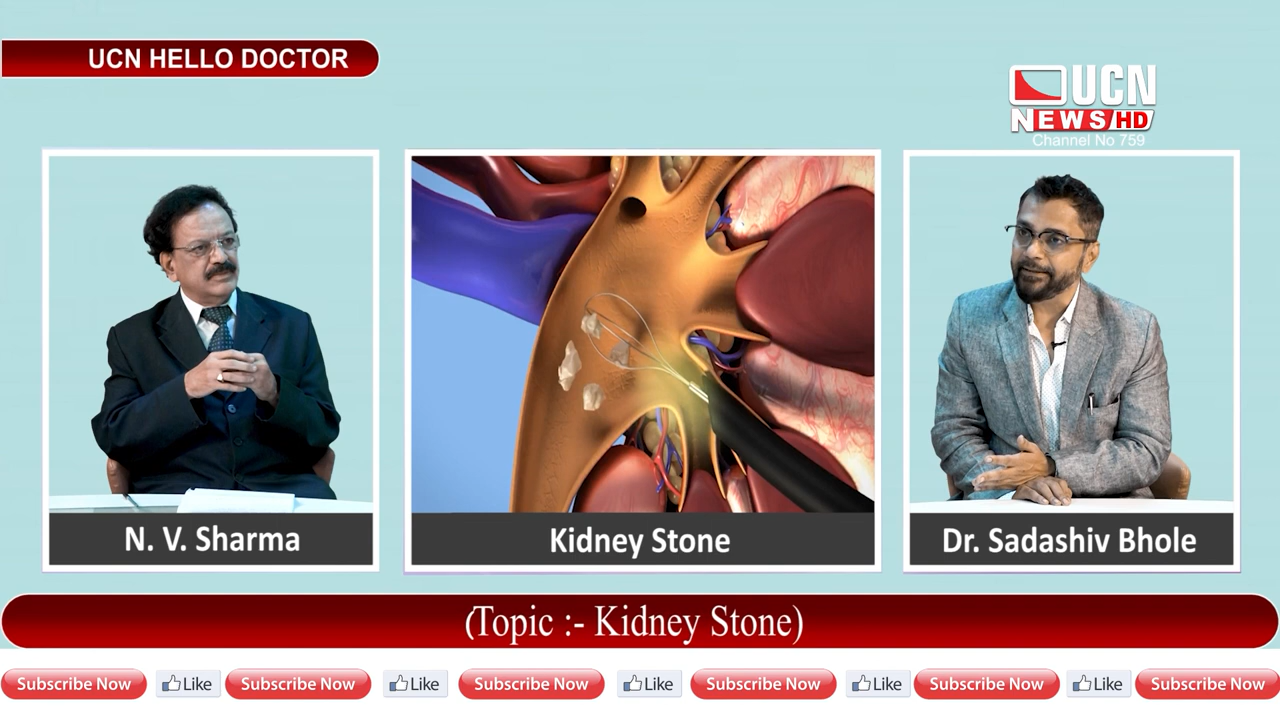 UCN HELLO DOCTOR
UCN
NEWS HD
Channel No 759
N. V. Sharma
Kidney Stone
Dr. Sadashiv Bhole
(Topic :- Kidney Stone)
Subscribe Now Like Subscribe Now Like Subscribe Now Like Subscribe Now Like Subscribe Now Like Subscribe Now